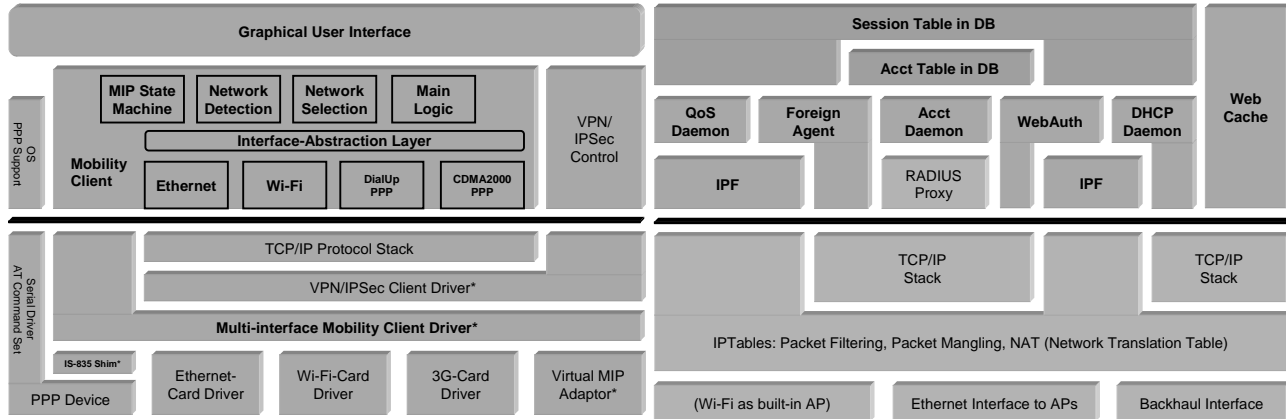 Graphical User Interface
OS
PPP Support
MIP State
Machine
Network
Detection
Network
Selection
Main
Logic
Interface-Abstraction Layer
Mobility
Client
Ethernet
Wi-Fi
DialUp
PPP
CDMA2000
PPP
VPN/
IPSec
Control
Serial Driver
AT Command Set
TCP/IP Protocol Stack
VPN/IPSec Client Driver*
Multi-interface Mobility Client Driver*
IS-835 Shim*
PPP Device
Ethernet-
Card Driver
Wi-Fi-Card
Driver
3G-Card
Driver
Virtual MIP
Adaptor*
Session Table in DB
Acct Table in DB
Web
Cache
QoS
Daemon
Foreign
Agent
Acct
Daemon
WebAuth
DHCP
Daemon
IPF
RADIUS
Proxy
IPF
TCP/IP
Stack
TCP/IP
Stack
IPTables: Packet Filtering, Packet Mangling, NAT (Network Translation Table)
(Wi-Fi as built-in AP)
Ethernet Interface to APs
Backhaul Interface